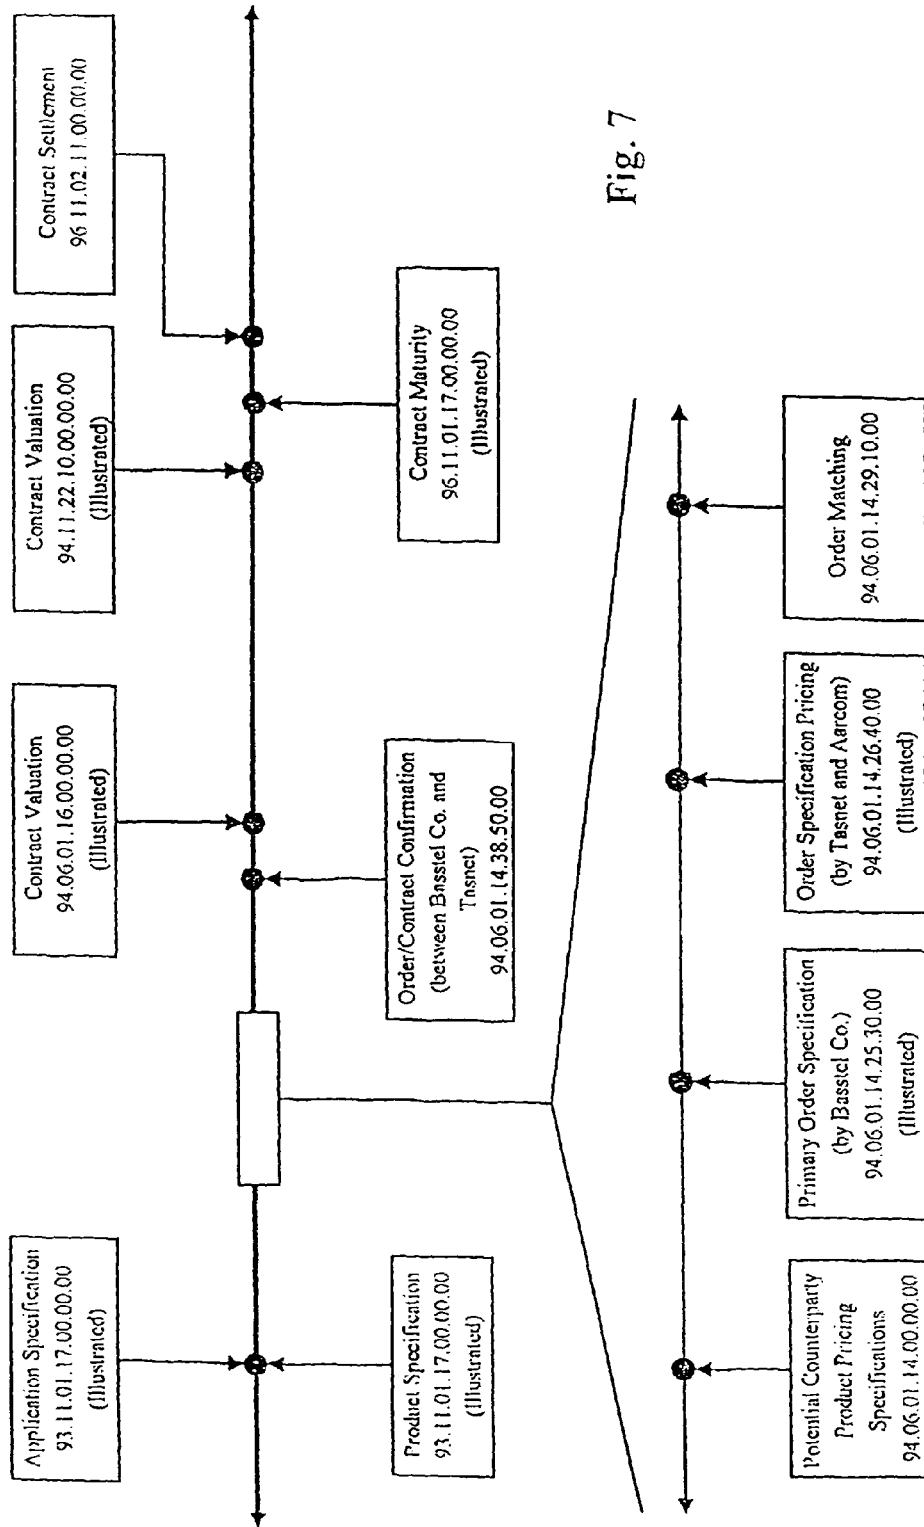 Application Specification
93.11.01.17.00.00.00
(Illustrated)
Contract Valuation
94.06.01.16.00.00.00
(Illustrated)
Contract Valuation
94.11.22.10.00.00.00
(Illustrated)
Contract Settlement
96 11.02.11.00.00.00
Product Specification
93.11.01.17.00.00.00
(Illustrated)
Order/Contract Confirmation
(between Basstel Co. and
Tasnet)
94.06.01.14.38.50.00
Contract Maturity
96.11.01.17.00.00.00
(Illustrated)
Potential Counterparty
Product Pricing
Specifications
94.06.01.14.00.00.00
Primary Order Specification
(by Basstel Co.)
94.06.01.14.25.30.00
(Illustrated)
Order Specification Pricing
(by Tasnet and Aarcom)
94.06.01.14.26.40.00
(Illustrated)
Order Matching
94.06.01.14.29.10.00
Fig. 7